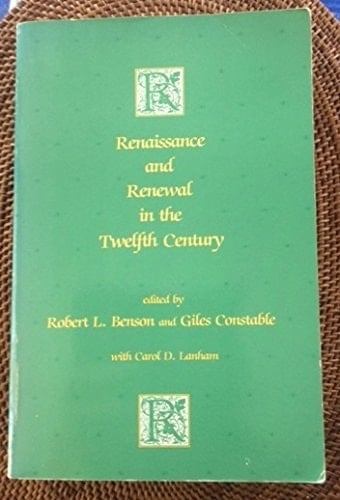 R
Renaissance
and
Renewal
in the
Twelfth Century
edited by
Robert L. Benson and Giles Constable
with Carol D. Lanham
R